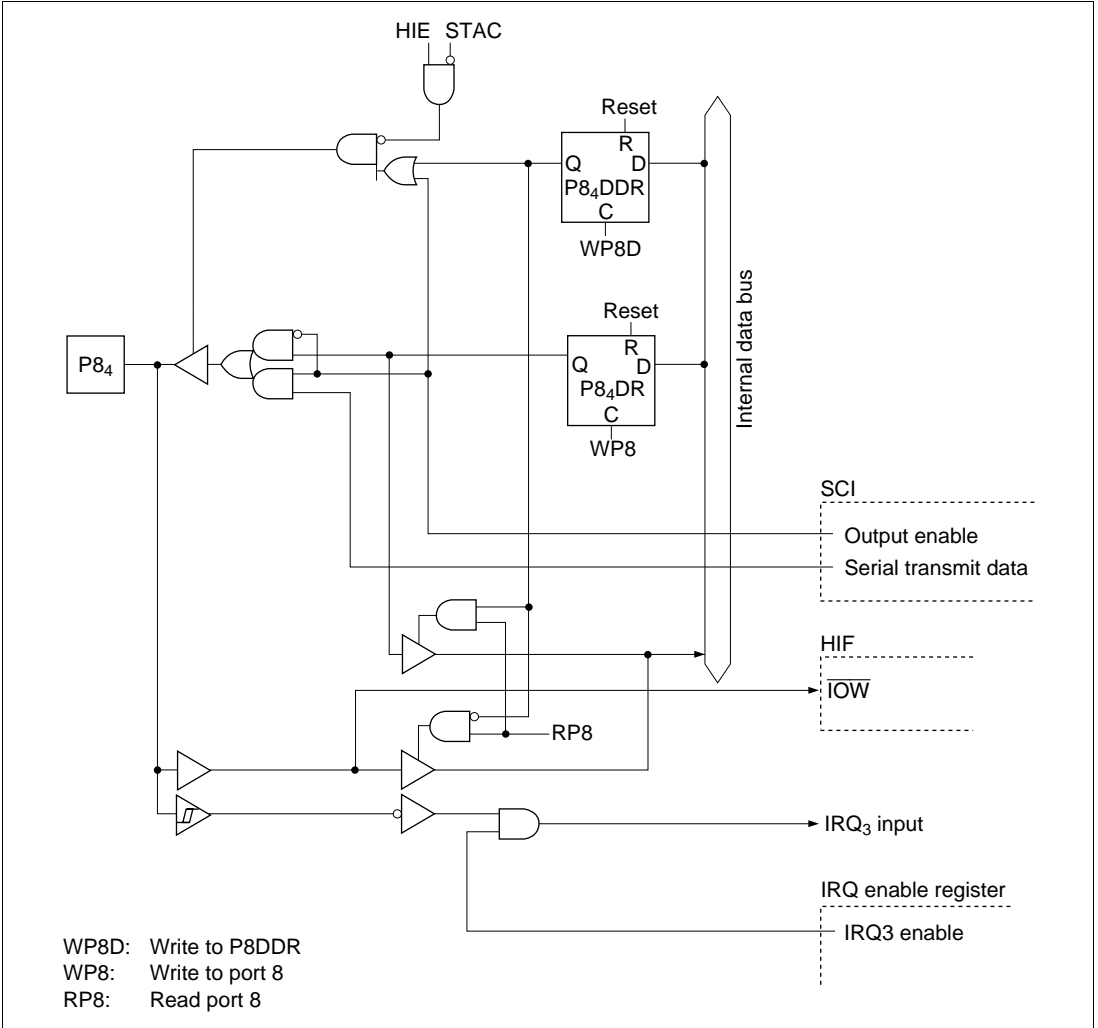 HIE STAC
Reset
R
Q D
P8₄DDR
C
WP8D
Reset
R
Q D
P8₄DR
C
WP8
P8₄
Internal data bus
SCI
Output enable
Serial transmit data
HIF
I̅O̅W̅
RP8
IRQ₃ input
IRQ enable register
IRQ3 enable
WP8D: Write to P8DDR
WP8: Write to port 8
RP8: Read port 8